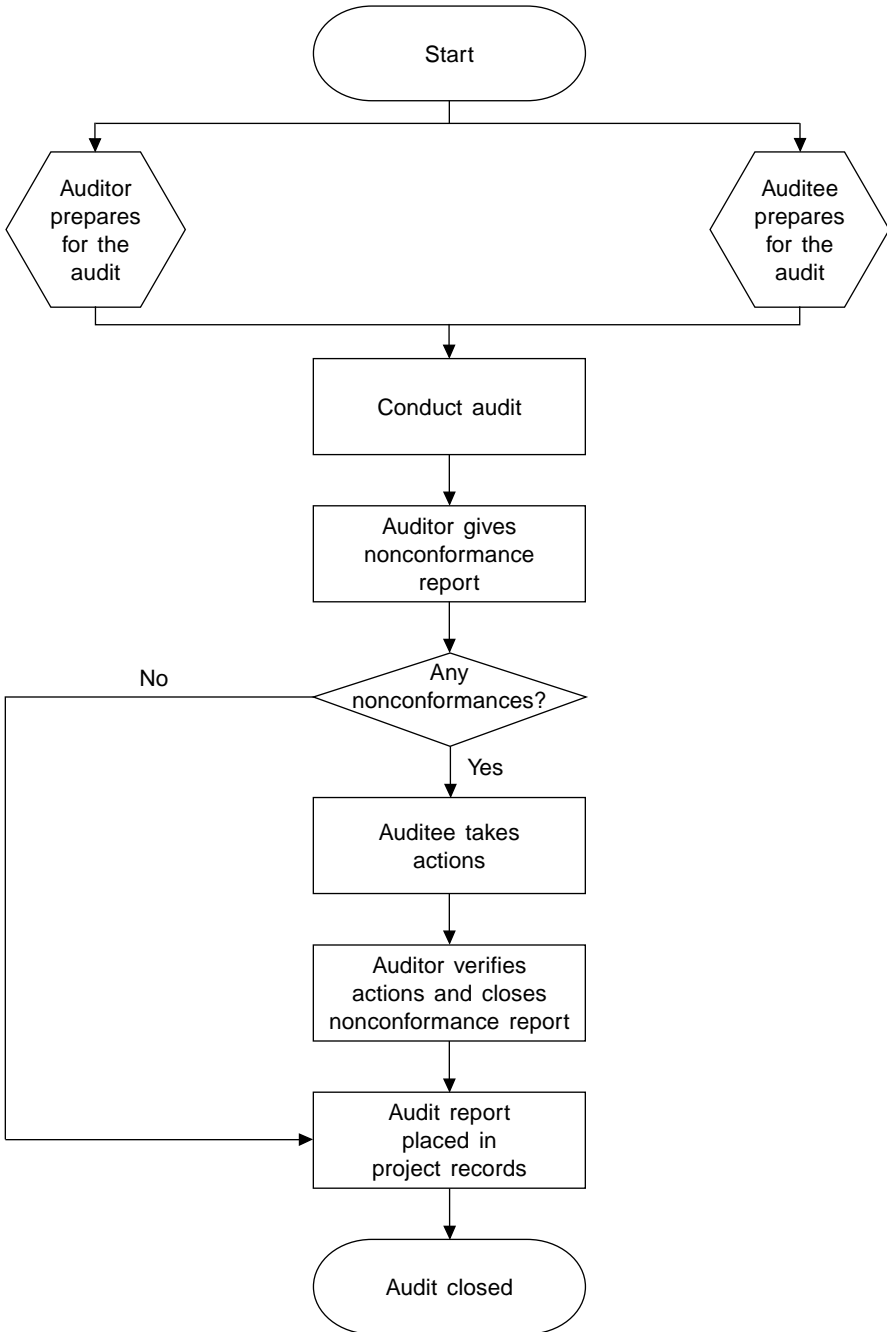 Start
Auditor
prepares
for the
audit
Auditee
prepares
for the
audit
Conduct audit
Auditor gives
nonconformance
report
Any
nonconformances?
No
Yes
Auditee takes
actions
Auditor verifies
actions and closes
nonconformance report
Audit report
placed in
project records
Audit closed